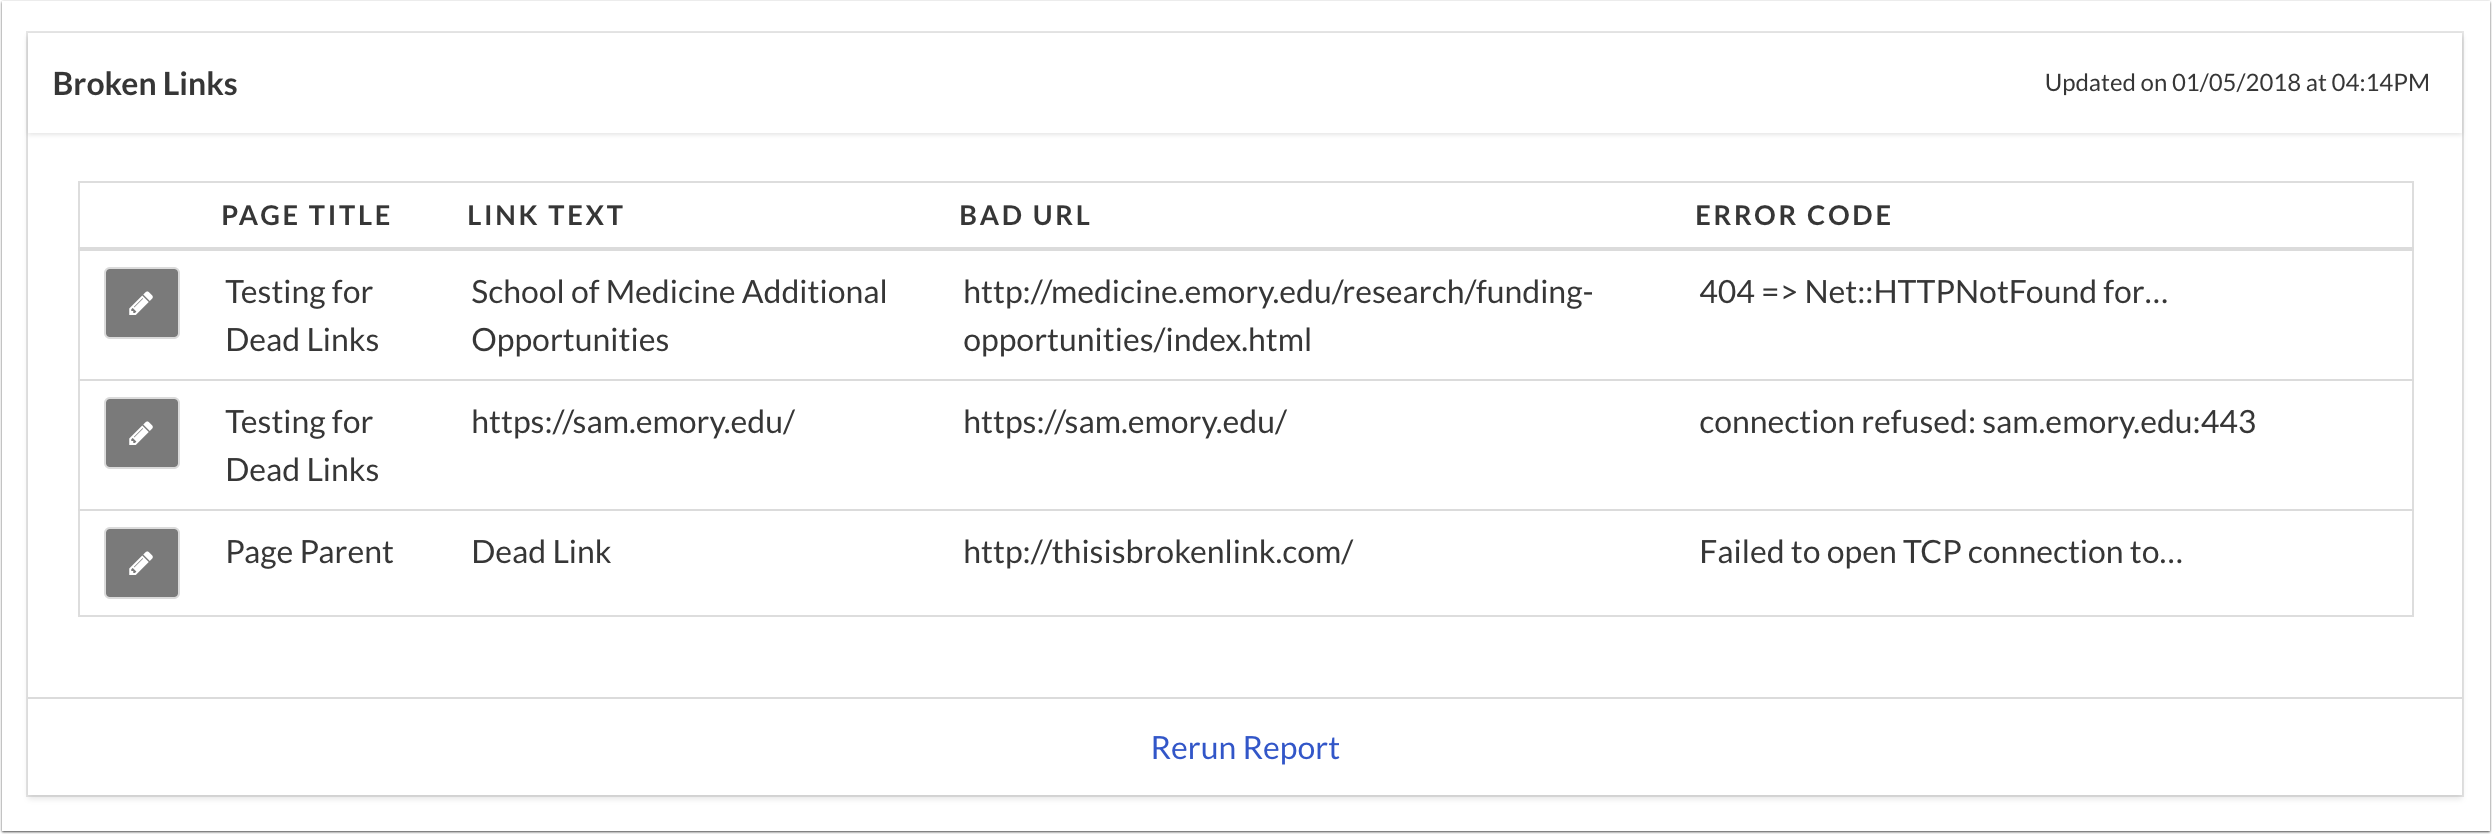 Broken Links
Updated on 01/05/2018 at 04:14PM
PAGE TITLE
LINK TEXT
BAD URL
ERROR CODE
Testing for
Dead Links
School of Medicine Additional
Opportunities
http://medicine.emory.edu/research/funding-
opportunities/index.html
404 => Net::HTTPNotFound for...
Testing for
Dead Links
https://sam.emory.edu/
https://sam.emory.edu/
connection refused: sam.emory.edu:443
Page Parent
Dead Link
http://thisisbrokenlink.com/
Failed to open TCP connection to...
Rerun Report